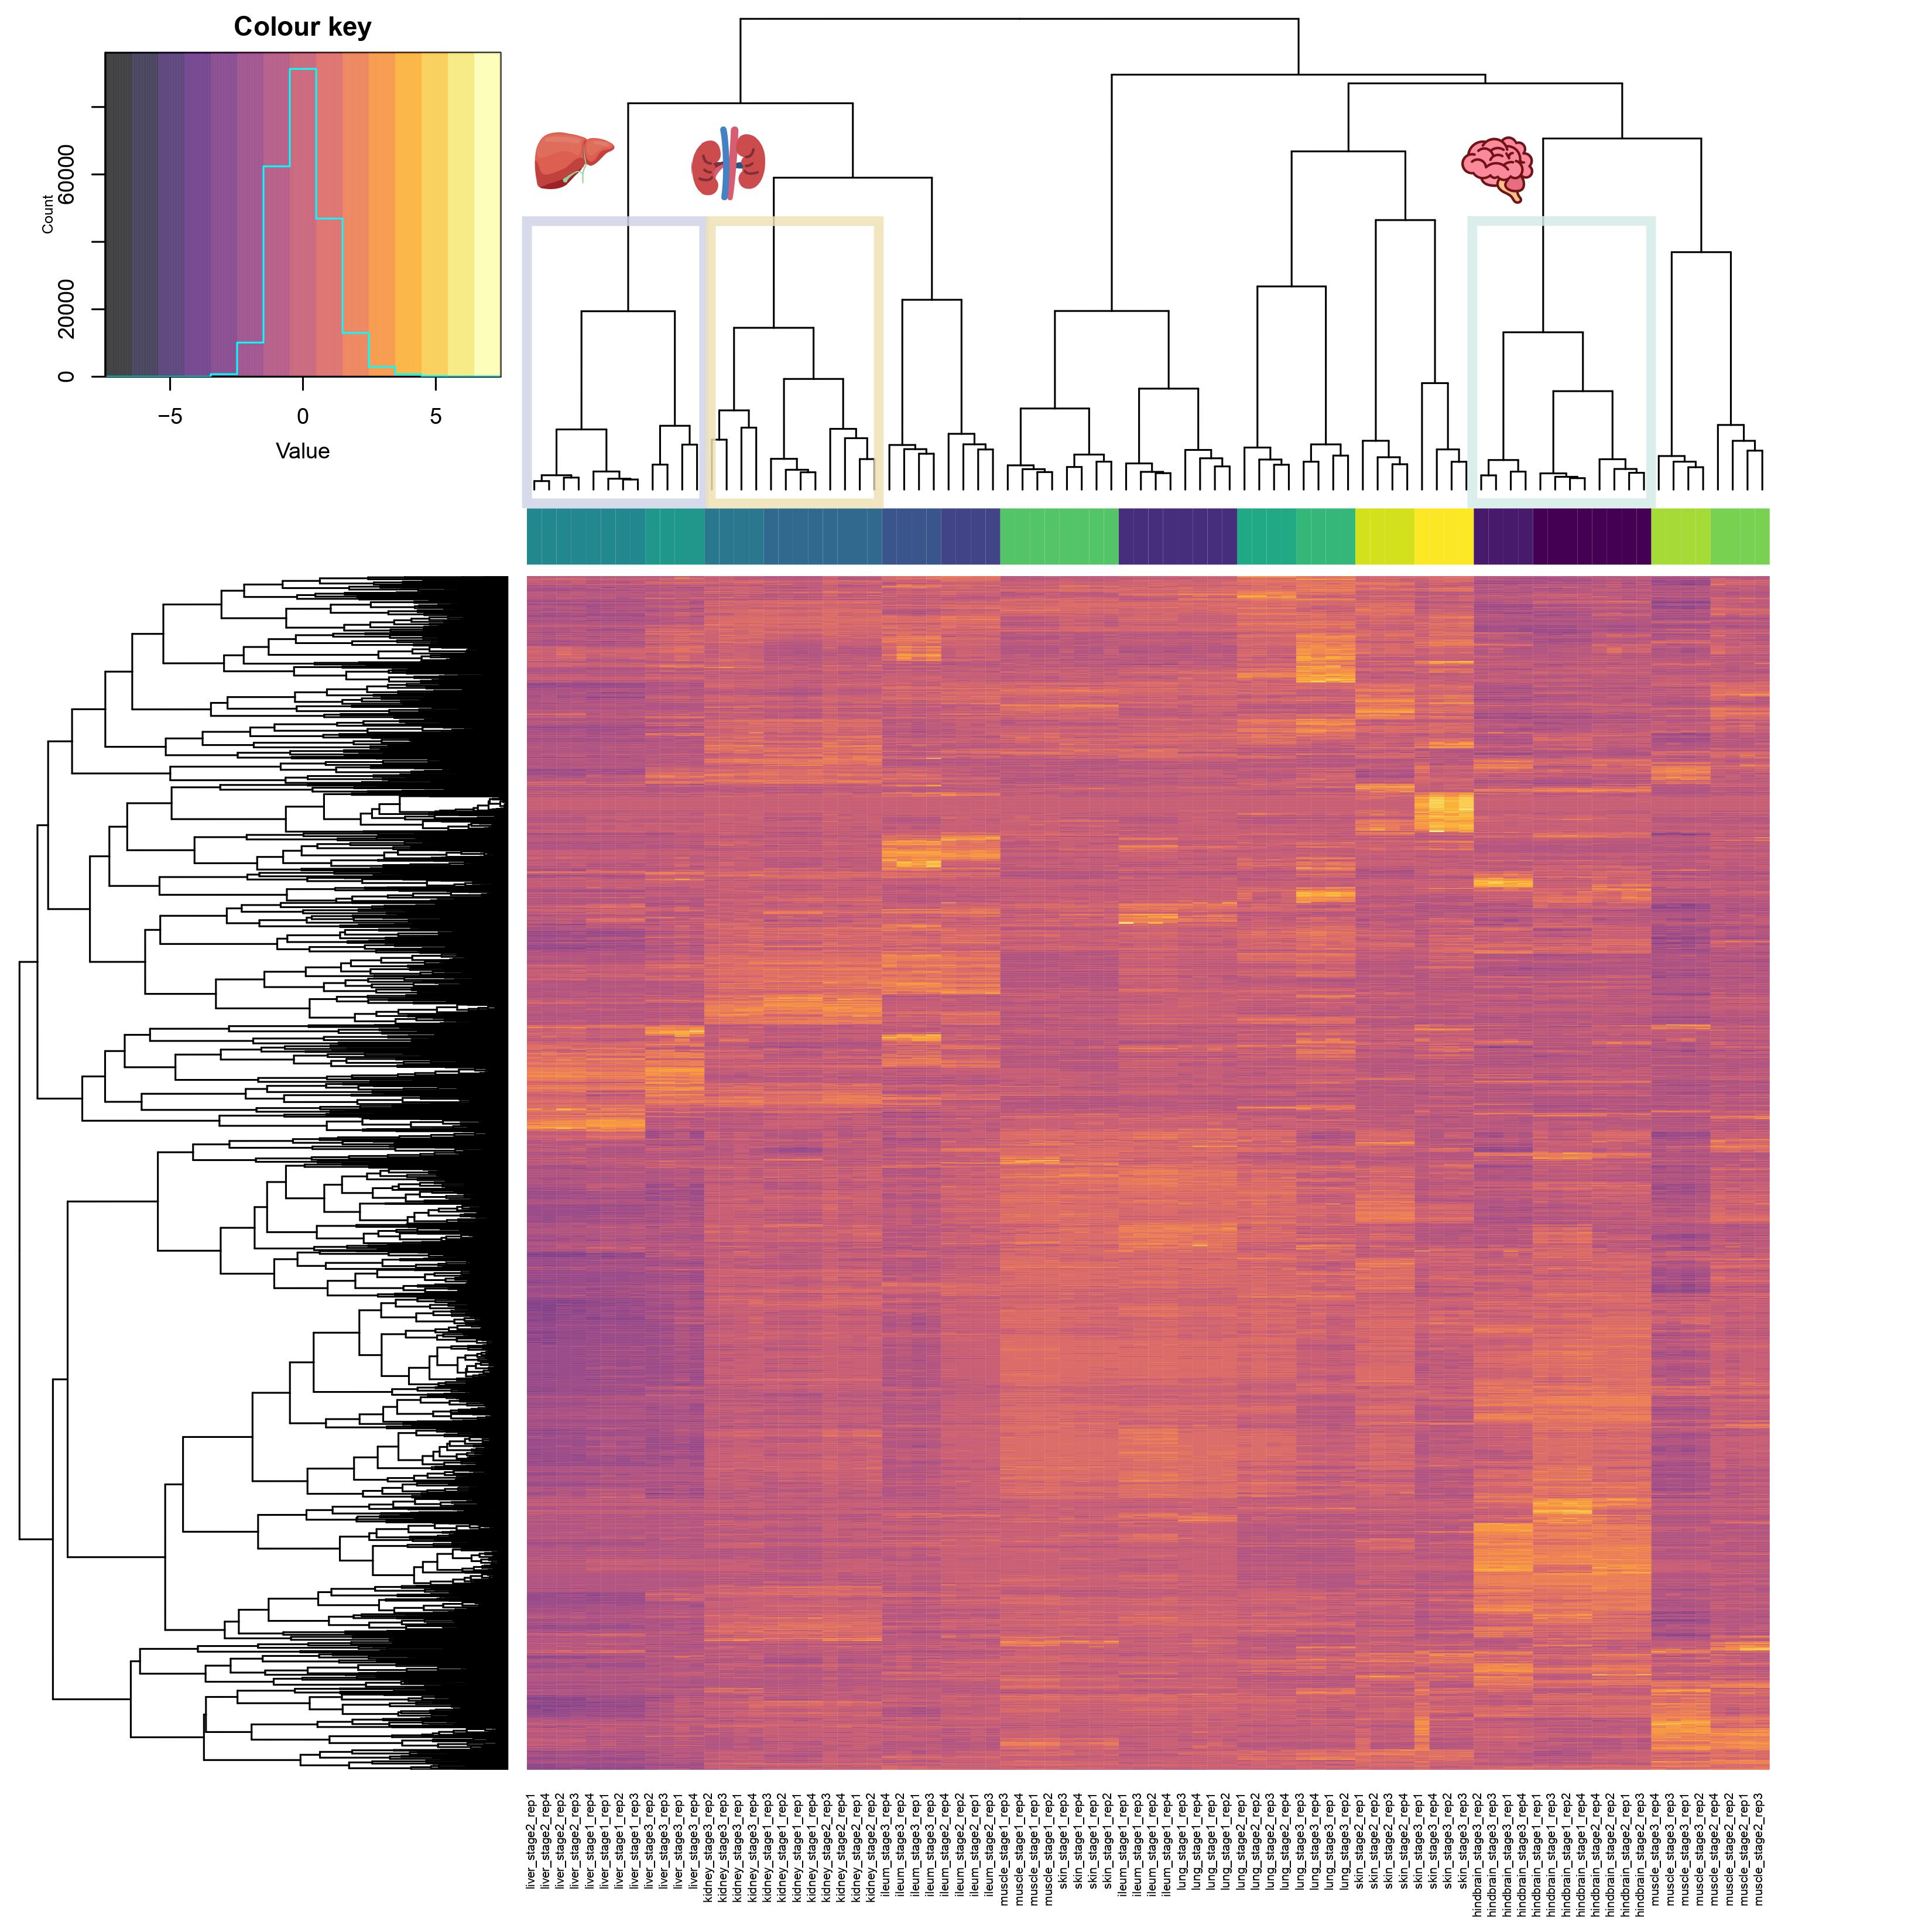 Colour key
Count
0
20000
60000
−5
0
5
Value
liver_stage2_rep1
liver_stage2_rep4
liver_stage2_rep2
liver_stage2_rep3
liver_stage1_rep4
liver_stage1_rep1
liver_stage1_rep2
liver_stage1_rep3
liver_stage3_rep2
liver_stage3_rep3
liver_stage3_rep1
liver_stage3_rep4
kidney_stage3_rep2
kidney_stage3_rep3
kidney_stage3_rep1
kidney_stage3_rep4
kidney_stage1_rep3
kidney_stage1_rep2
kidney_stage1_rep1
kidney_stage1_rep4
kidney_stage2_rep3
kidney_stage2_rep4
kidney_stage2_rep1
kidney_stage2_rep2
ileum_stage3_rep4
ileum_stage3_rep2
ileum_stage3_rep1
ileum_stage3_rep3
ileum_stage2_rep4
ileum_stage2_rep1
ileum_stage2_rep2
ileum_stage2_rep3
muscle_stage1_rep3
muscle_stage1_rep4
muscle_stage1_rep1
muscle_stage1_rep2
skin_stage1_rep3
skin_stage1_rep4
skin_stage1_rep1
skin_stage1_rep2
ileum_stage1_rep1
ileum_stage1_rep3
ileum_stage1_rep2
ileum_stage1_rep4
lung_stage1_rep3
lung_stage1_rep4
lung_stage1_rep1
lung_stage1_rep2
lung_stage2_rep2
lung_stage2_rep1
lung_stage2_rep3
lung_stage2_rep4
lung_stage3_rep3
lung_stage3_rep4
lung_stage3_rep1
lung_stage3_rep2
skin_stage2_rep1
skin_stage2_rep2
skin_stage2_rep3
skin_stage2_rep4
skin_stage3_rep1
skin_stage3_rep4
skin_stage3_rep2
skin_stage3_rep3
hindbrain_stage3_rep2
hindbrain_stage3_rep3
hindbrain_stage3_rep1
hindbrain_stage3_rep4
hindbrain_stage1_rep1
hindbrain_stage1_rep3
hindbrain_stage1_rep2
hindbrain_stage1_rep4
hindbrain_stage2_rep4
hindbrain_stage2_rep2
hindbrain_stage2_rep1
hindbrain_stage2_rep3
muscle_stage3_rep4
muscle_stage3_rep3
muscle_stage3_rep1
muscle_stage3_rep2
muscle_stage2_rep4
muscle_stage2_rep2
muscle_stage2_rep1
muscle_stage2_rep3